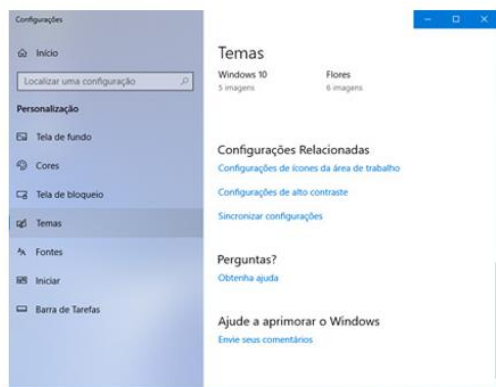 Configurações
Início
Localizar uma configuração
Personalização
Tela de fundo
Cores
Tela de bloqueio
Temas
Fontes
Iniciar
Barra de Tarefas
Temas
Windows 10 Flores
5 imagens 6 imagens
Configurações Relacionadas
Configurações de ícones da área de trabalho
Configurações de alto contraste
Sincronizar configurações
Perguntas?
Obtenha ajuda
Ajude a aprimorar o Windows
Envie seus comentários